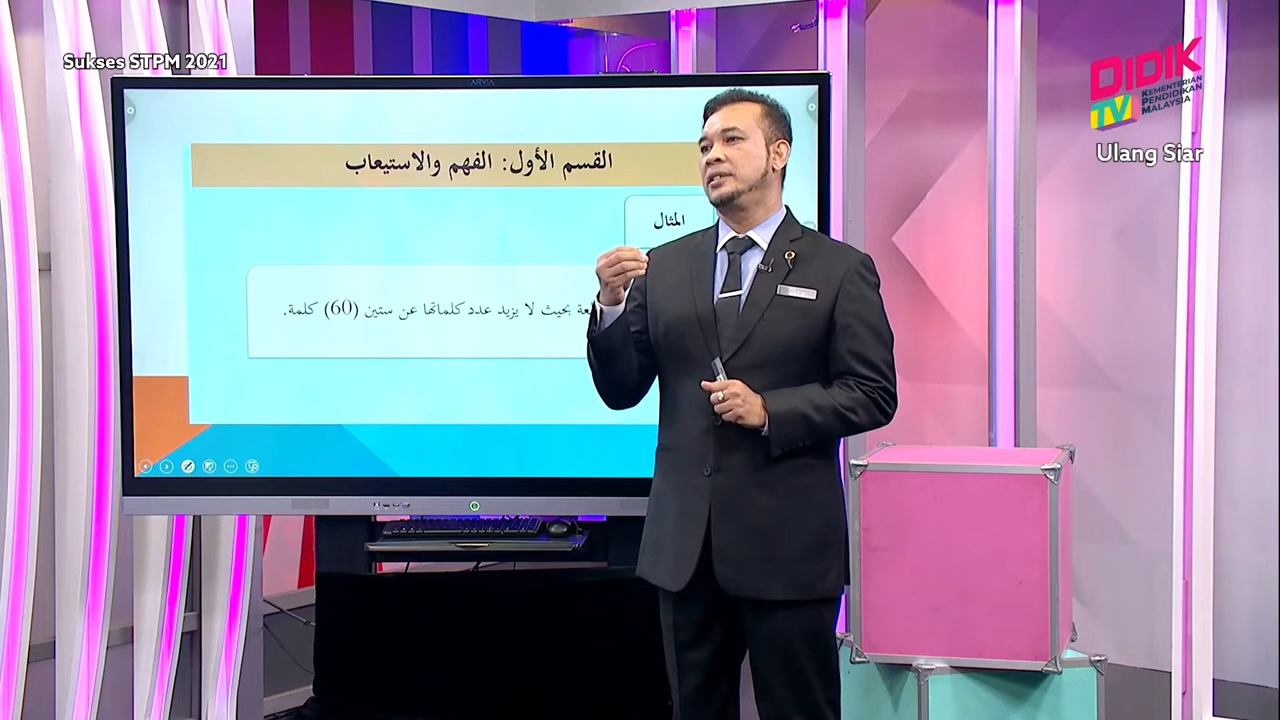 Sukses STPM 2021
DIDIK
TV
KEMENTERIAN
PENDIDIKAN
MALAYSIA
Ulang Siar
القسم الأول: الفهم والاستيعاب
المثال
بحيث لا يزيد عدد كلماتها عن ستين (60) كلمة.